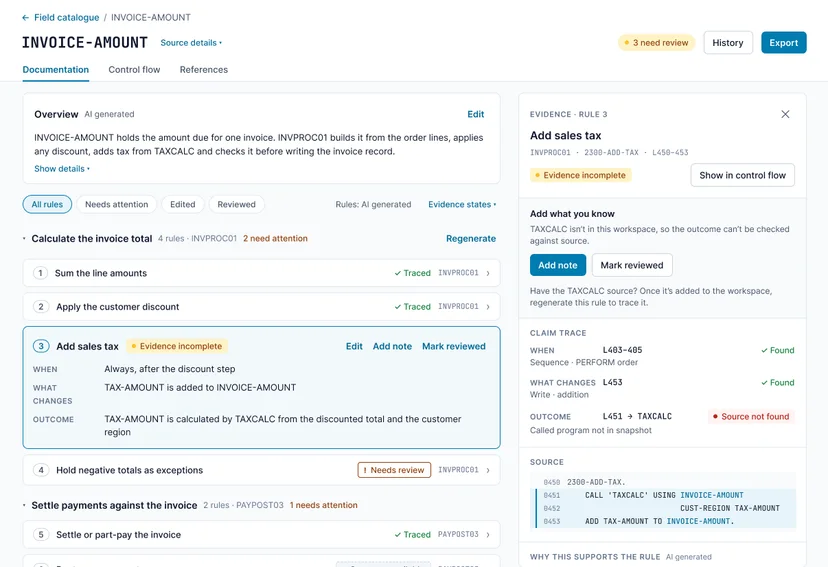 ← Field catalogue / INVOICE-AMOUNT
INVOICE-AMOUNT Source details
3 need review History Export
Documentation Control flow References
Overview AI generated Edit
INVOICE-AMOUNT holds the amount due for one invoice. INVPROC01 builds it from the order lines, applies
any discount, adds tax from TAXCALC and checks it before writing the invoice record.
Show details
All rules Needs attention Edited Reviewed Rules: AI generated Evidence states
Calculate the invoice total 4 rules · INVPROC01 2 need attention Regenerate
1 Sum the line amounts ✓ Traced INVPROC01 ›
2 Apply the customer discount ✓ Traced INVPROC01 ›
3 Add sales tax Evidence incomplete Edit Add note Mark reviewed
WHEN Always, after the discount step
WHAT CHANGES TAX-AMOUNT is added to INVOICE-AMOUNT
OUTCOME TAX-AMOUNT is calculated by TAXCALC from the discounted total and the customer
region
4 Hold negative totals as exceptions ! Needs review INVPROC01 ›
Settle payments against the invoice 2 rules · PAYPOST03 1 needs attention
5 Settle or part-pay the invoice ✓ Traced PAYPOST03 ›
EVIDENCE · RULE 3
Add sales tax
INVPROC01 · 2300-ADD-TAX · L450–453
Evidence incomplete Show in control flow
Add what you know
TAXCALC isn't in this workspace, so the outcome can't be checked
against source.
Add note Mark reviewed
Have the TAXCALC source? Once it's added to the workspace,
regenerate this rule to trace it.
CLAIM TRACE
WHEN L403–405 ✓ Found
Sequence · PERFORM order
WHAT CHANGES L453 ✓ Found
Write · addition
OUTCOME L451 → TAXCALC Source not found
Called program not in snapshot
SOURCE
0450 2300-ADD-TAX.
0451 CALL 'TAXCALC' USING INVOICE-AMOUNT
0452 CUST-REGION TAX-AMOUNT
0453 ADD TAX-AMOUNT TO INVOICE-AMOUNT.
WHY THIS SUPPORTS THE RULE AI generated